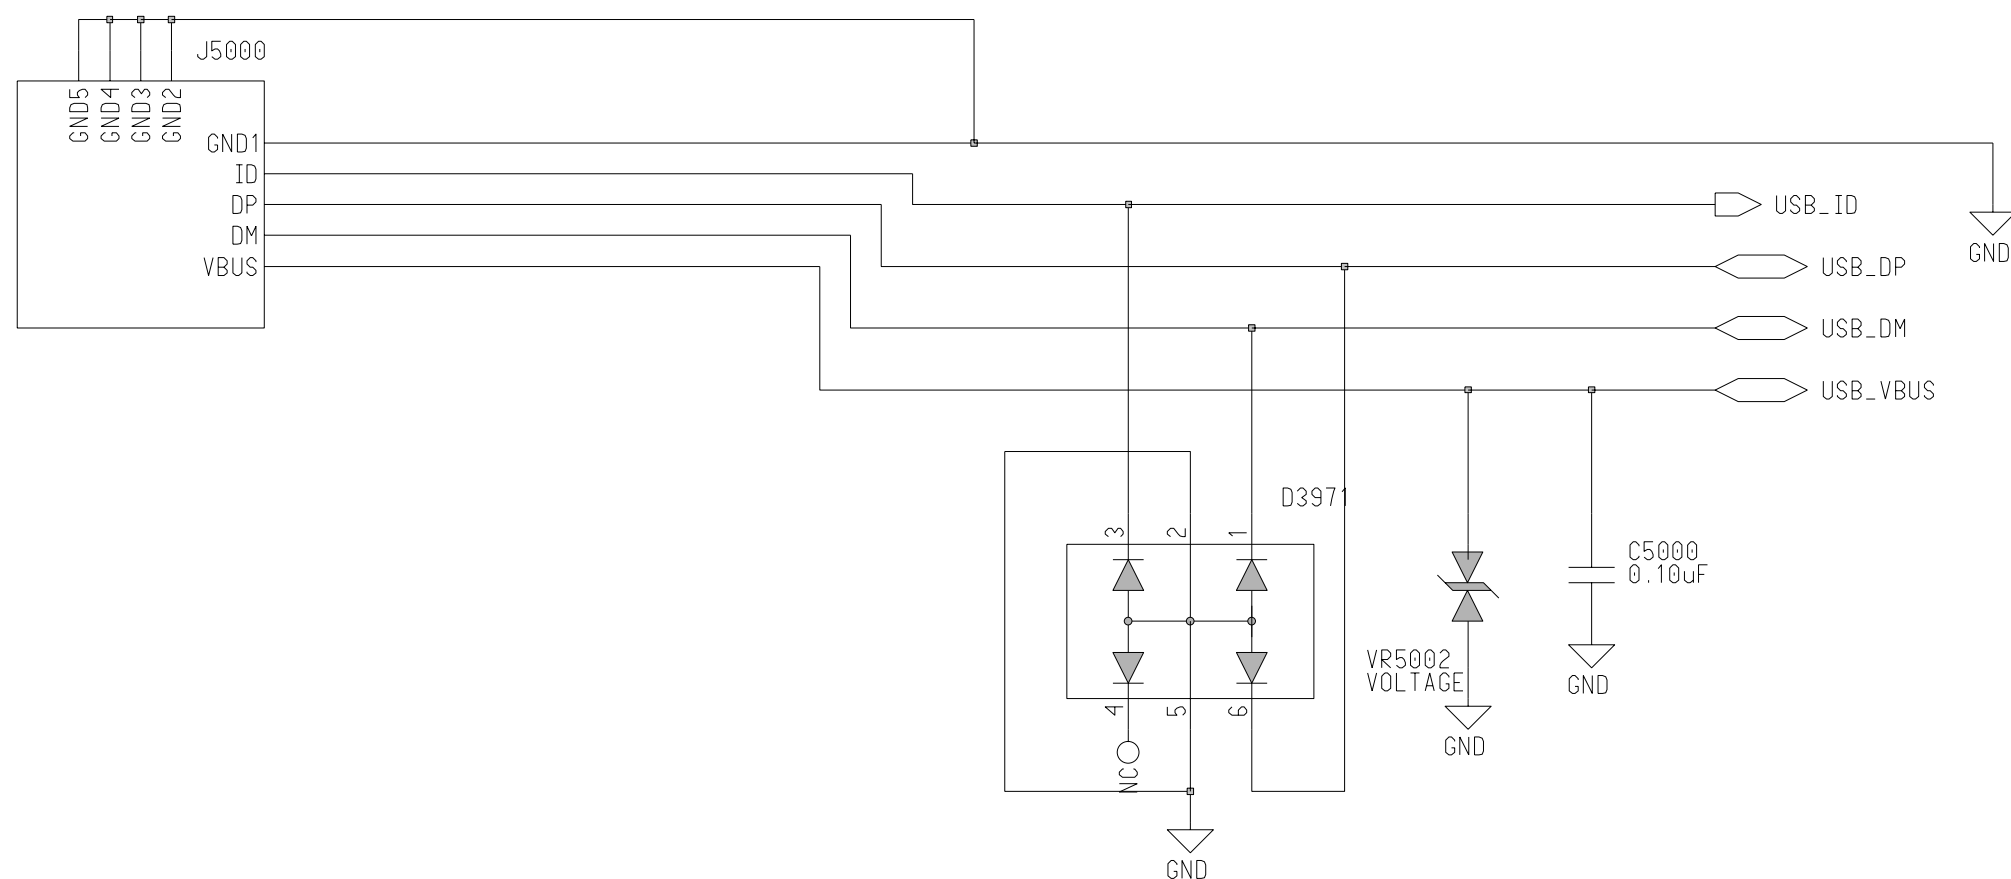 J5000
GND5
GND4
GND3
GND2
GND1
ID
DP
DM
VBUS
USB_ID
GND
USB_DP
USB_DM
USB_VBUS
D3971
3
2
1
C5000
0.10uF
VR5002
VOLTAGE
GND
4
5
6
GND
NC
GND